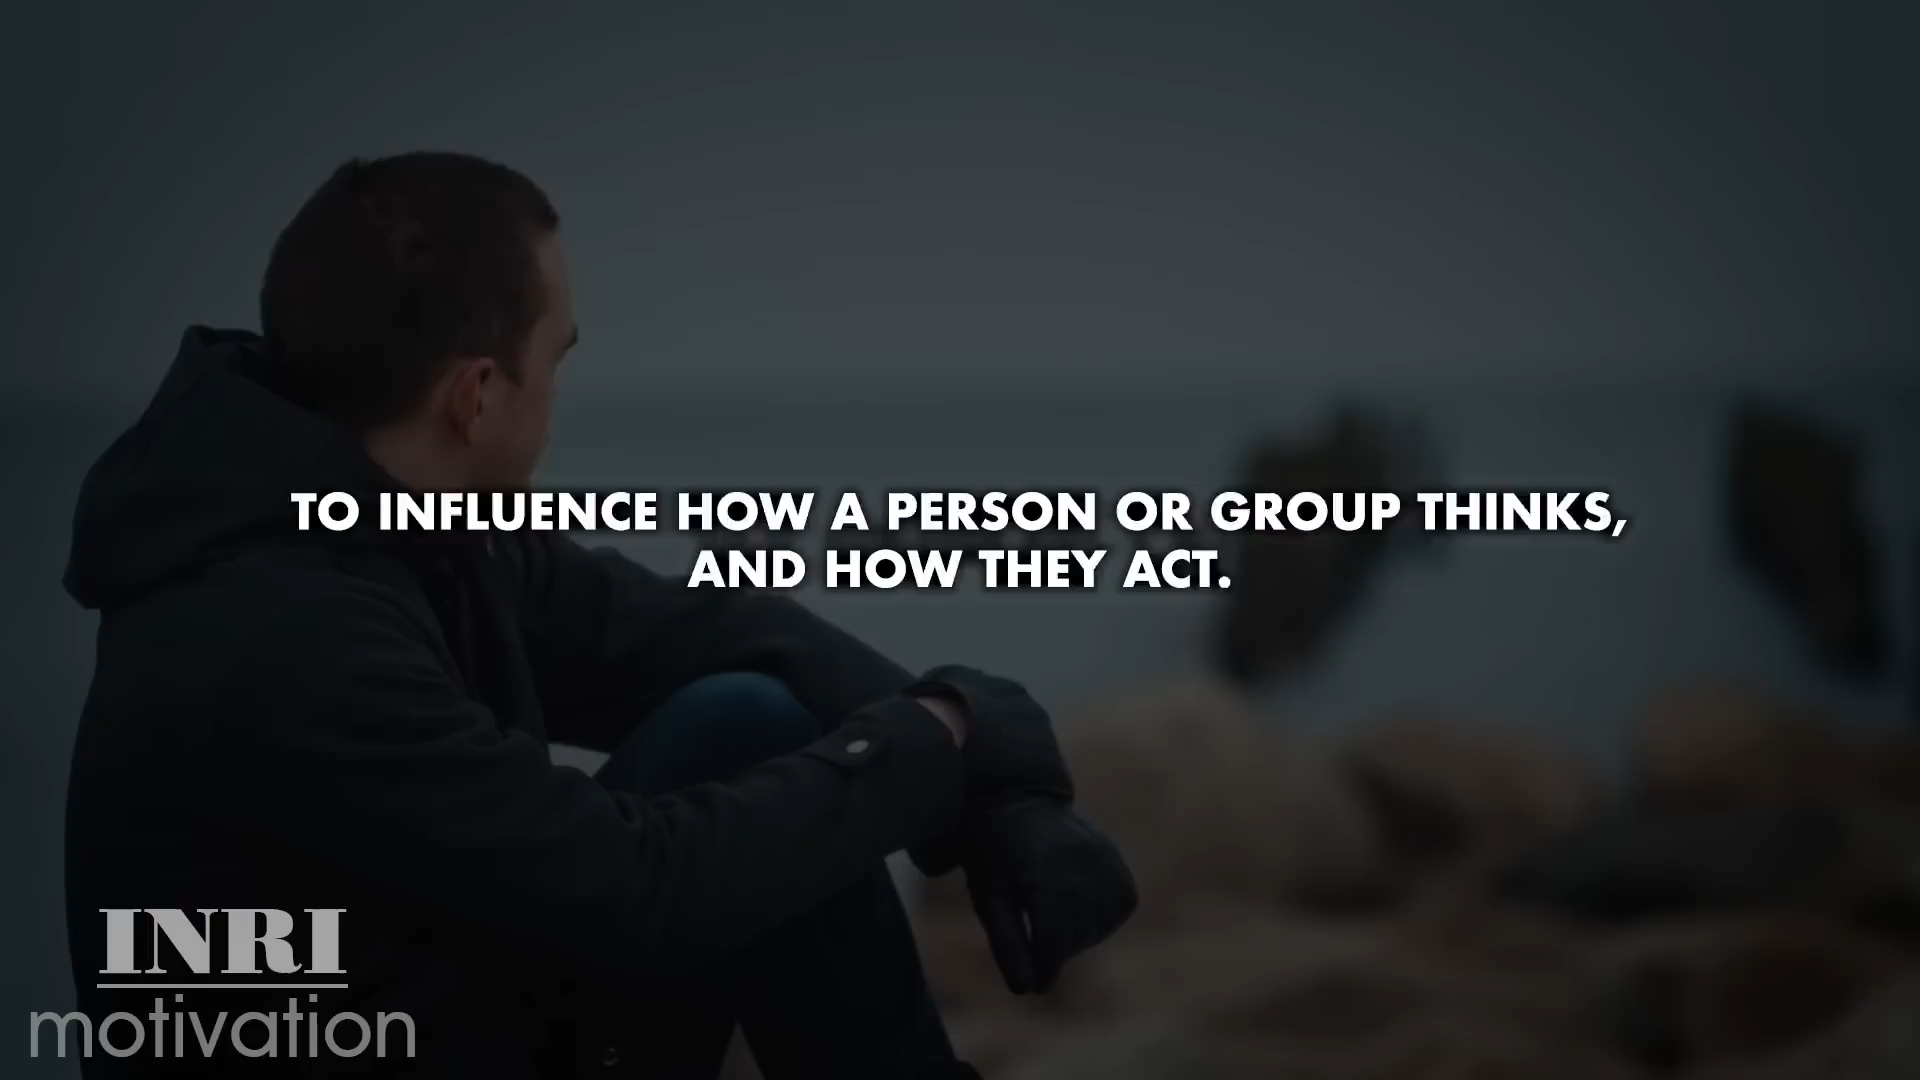 TO INFLUENCE HOW A PERSON OR GROUP THINKS,
AND HOW THEY ACT.
INRI
motivation